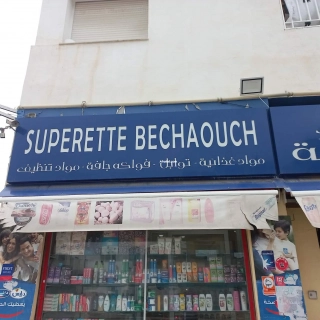 SUPERETTE BECHAOUCH
مواد غذائية - توابل - فواكه جافة - مواد تنظيف